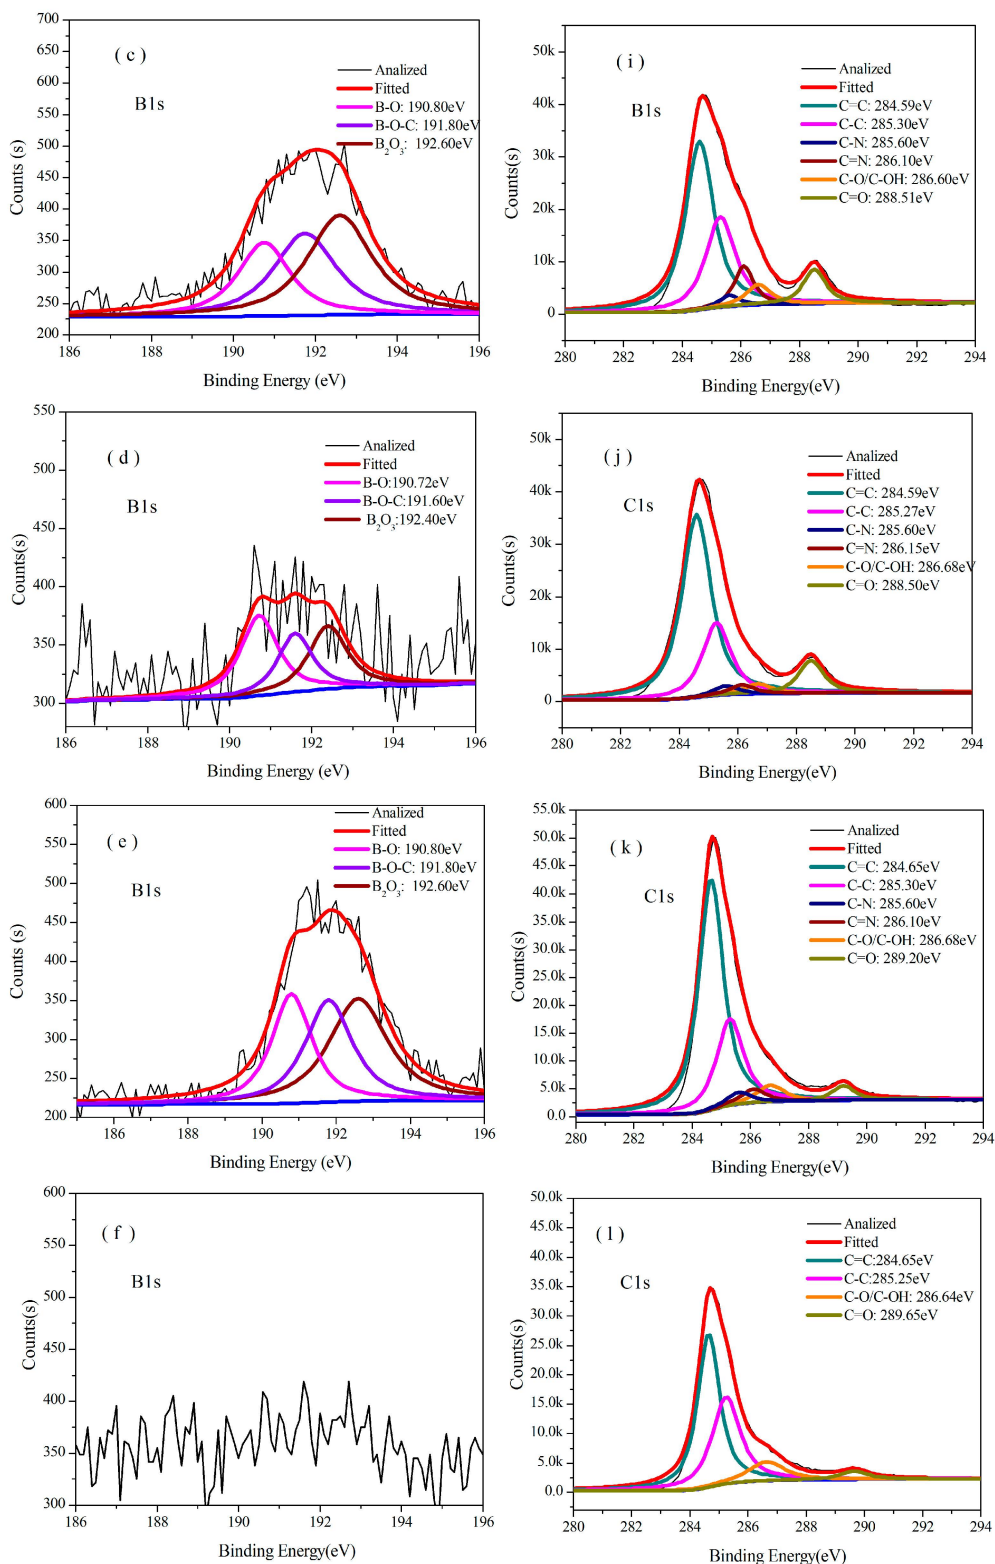 700
650
600
550
500
450
400
350
300
250
200
Counts (s)
( c )
B1s
Analized
Fitted
B-O: 190.80eV
B-O-C: 191.80eV
B2O3: 192.60eV
186 188 190 192 194 196
Binding Energy (eV)
50k
40k
30k
20k
10k
0
Counts(s)
( i )
B1s
Analized
Fitted
C=C: 284.59eV
C-C: 285.30eV
C-N: 285.60eV
C=N: 286.10eV
C-O/C-OH: 286.60eV
C=O: 288.51eV
280 282 284 286 288 290 292 294
Binding Energy(eV)
550
500
450
400
350
300
Counts(s)
( d )
B1s
Analized
Fitted
B-O:190.72eV
B-O-C:191.60eV
B2O3:192.40eV
186 188 190 192 194 196
Binding Energy (eV)
50k
40k
30k
20k
10k
0
Counts(s)
( j )
C1s
Analized
Fitted
C=C: 284.59eV
C-C: 285.27eV
C-N: 285.60eV
C=N: 286.15eV
C-O/C-OH: 286.68eV
C=O: 288.50eV
280 282 284 286 288 290 292 294
Binding Energy(eV)
600
550
500
450
400
350
300
250
200
Counts (s)
( e )
B1s
Analized
Fitted
B-O: 190.80eV
B-O-C: 191.80eV
B2O3: 192.60eV
186 188 190 192 194 196
Binding Energy (eV)
55.0k
50.0k
45.0k
40.0k
35.0k
30.0k
25.0k
20.0k
15.0k
10.0k
5.0k
0.0
Counts(s)
( k )
C1s
Analized
Fitted
C=C: 284.65eV
C-C: 285.30eV
C-N: 285.60eV
C=N: 286.10eV
C-O/C-OH: 286.68eV
C=O: 289.20eV
280 282 284 286 288 290 292 294
Binding Energy(eV)
600
550
500
450
400
350
300
Counts(s)
( f )
B1s
186 188 190 192 194 196
Binding Energy (eV)
50.0k
45.0k
40.0k
35.0k
30.0k
25.0k
20.0k
15.0k
10.0k
5.0k
0.0
Counts(s)
( l )
C1s
Analized
Fitted
C=C:284.65eV
C-C:285.25eV
C-O/C-OH: 286.64eV
C=O: 289.65eV
280 282 284 286 288 290 292 294
Binding Energy(eV)